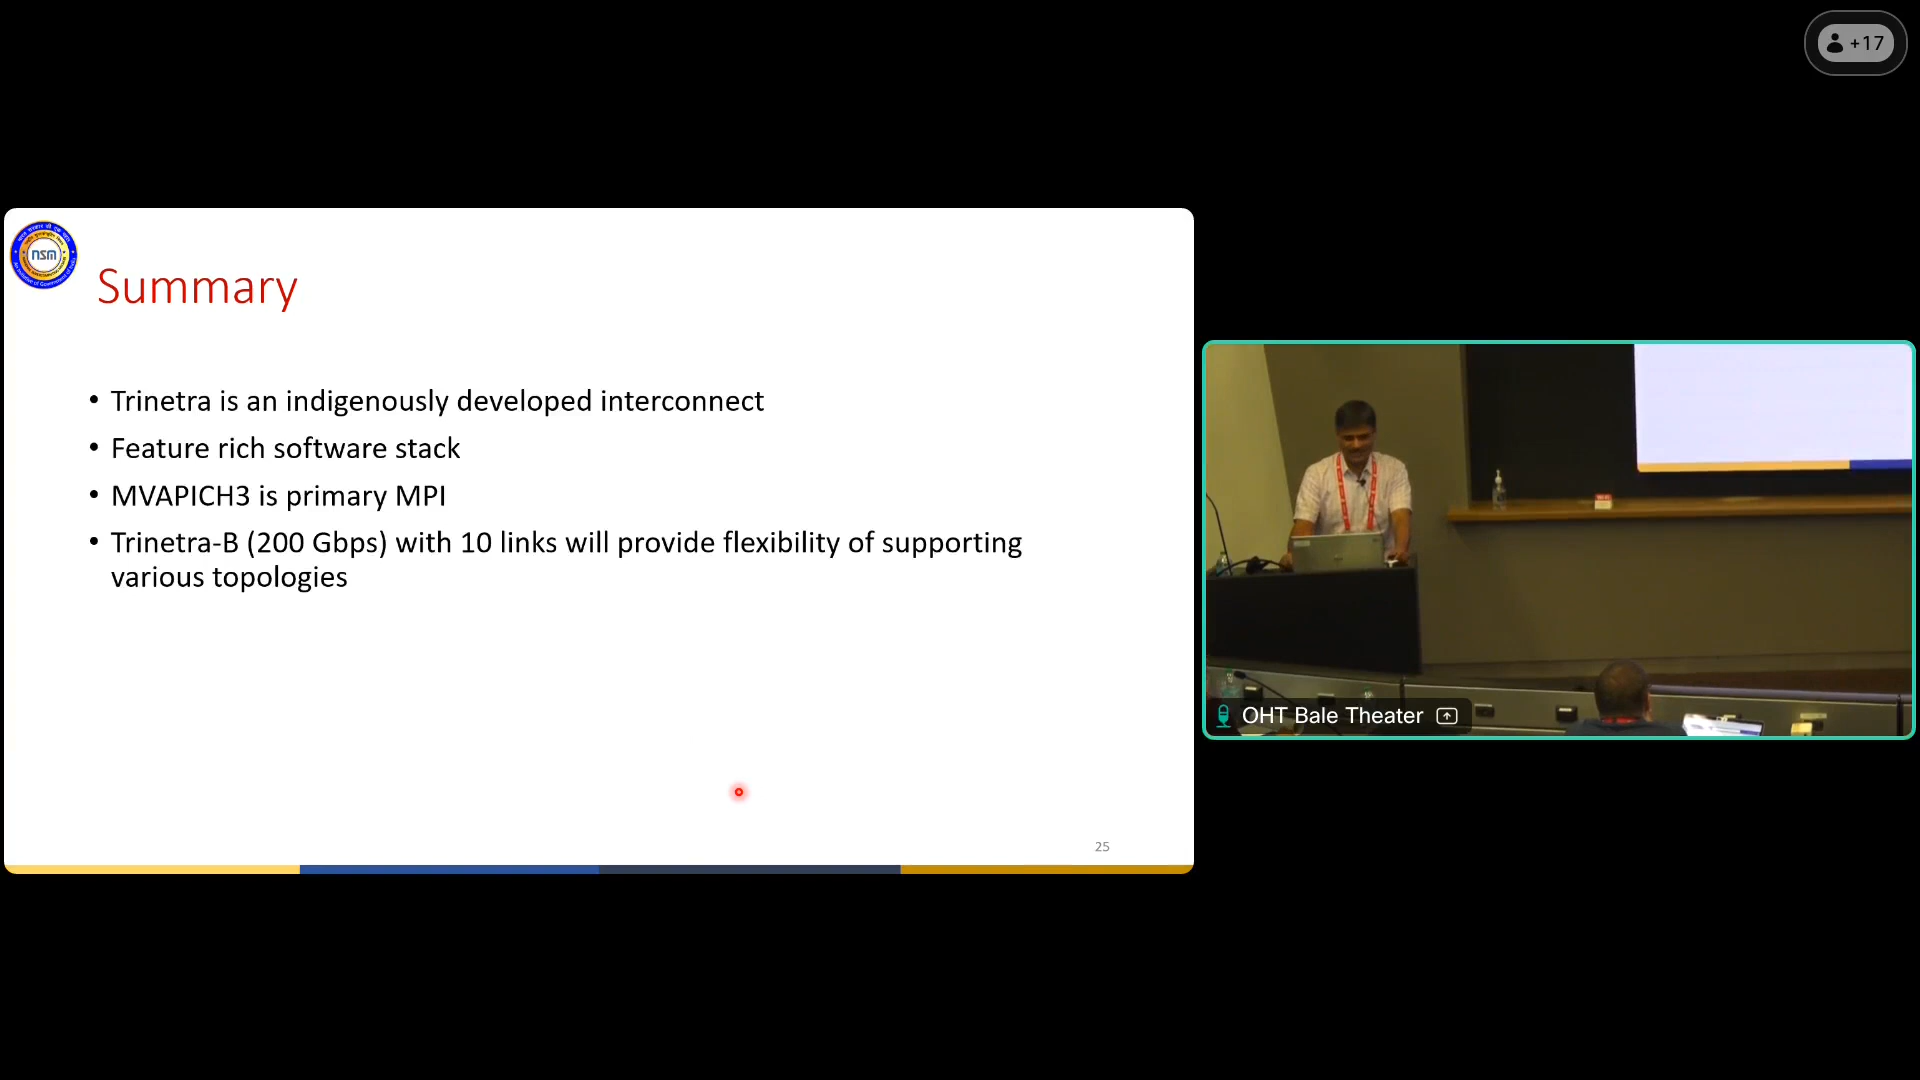 +17
nsm
Summary
• Trinetra is an indigenously developed interconnect
• Feature rich software stack
• MVAPICH3 is primary MPI
• Trinetra-B (200 Gbps) with 10 links will provide flexibility of supporting
various topologies
25
OHT Bale Theater